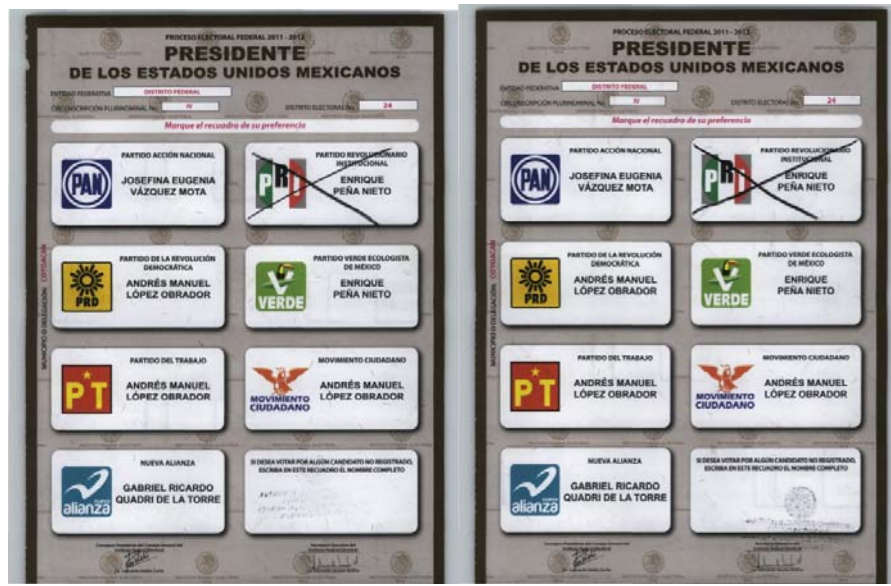 PROCESO ELECTORAL FEDERAL 2011 - 2012
PRESIDENTE
DE LOS ESTADOS UNIDOS MEXICANOS
ENTIDAD FEDERATIVA DISTRITO FEDERAL
CIRCUNSCRIPCIÓN PLURINOMINAL No. IV DISTRITO ELECTORAL No. 24
Marque el recuadro de su preferencia
MUNICIPIO O DELEGACIÓN: COYOACÁN
PAN
PARTIDO ACCIÓN NACIONAL
JOSEFINA EUGENIA
VÁZQUEZ MOTA
PRI
PARTIDO REVOLUCIONARIO
INSTITUCIONAL
ENRIQUE
PEÑA NIETO
PRD
PARTIDO DE LA REVOLUCIÓN
DEMOCRÁTICA
ANDRÉS MANUEL
LÓPEZ OBRADOR
VERDE
PARTIDO VERDE ECOLOGISTA
DE MÉXICO
ENRIQUE
PEÑA NIETO
PT
PARTIDO DEL TRABAJO
ANDRÉS MANUEL
LÓPEZ OBRADOR
MOVIMIENTO
CIUDADANO
MOVIMIENTO CIUDADANO
ANDRÉS MANUEL
LÓPEZ OBRADOR
nueva
alianza
NUEVA ALIANZA
GABRIEL RICARDO
QUADRI DE LA TORRE
SI DESEA VOTAR POR ALGÚN CANDIDATO NO REGISTRADO,
ESCRIBA EN ESTE RECUADRO EL NOMBRE COMPLETO
PROCESO ELECTORAL FEDERAL 2011 - 2012
PRESIDENTE
DE LOS ESTADOS UNIDOS MEXICANOS
ENTIDAD FEDERATIVA DISTRITO FEDERAL
CIRCUNSCRIPCIÓN PLURINOMINAL No. IV DISTRITO ELECTORAL No. 24
Marque el recuadro de su preferencia
MUNICIPIO O DELEGACIÓN: COYOACÁN
PAN
PARTIDO ACCIÓN NACIONAL
JOSEFINA EUGENIA
VÁZQUEZ MOTA
PRI
PARTIDO REVOLUCIONARIO
INSTITUCIONAL
ENRIQUE
PEÑA NIETO
PRD
PARTIDO DE LA REVOLUCIÓN
DEMOCRÁTICA
ANDRÉS MANUEL
LÓPEZ OBRADOR
VERDE
PARTIDO VERDE ECOLOGISTA
DE MÉXICO
ENRIQUE
PEÑA NIETO
PT
PARTIDO DEL TRABAJO
ANDRÉS MANUEL
LÓPEZ OBRADOR
MOVIMIENTO
CIUDADANO
MOVIMIENTO CIUDADANO
ANDRÉS MANUEL
LÓPEZ OBRADOR
nueva
alianza
NUEVA ALIANZA
GABRIEL RICARDO
QUADRI DE LA TORRE
SI DESEA VOTAR POR ALGÚN CANDIDATO NO REGISTRADO,
ESCRIBA EN ESTE RECUADRO EL NOMBRE COMPLETO